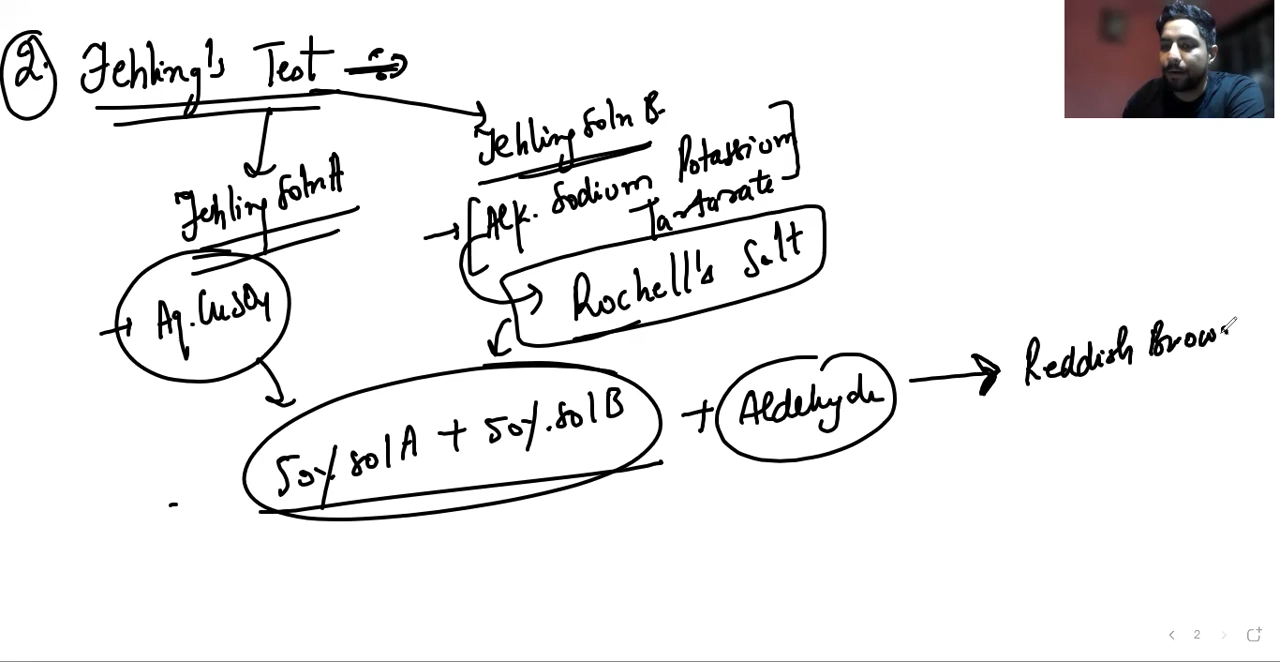 2. Fehling's Test →
Fehling Soln A
Fehling Soln B
Aq. CuSO4
[Alk. Sodium Potassium
Tartarate]
Rochell's Salt
50% sol A + 50%. sol B + Aldehyde → Reddish Brow
2